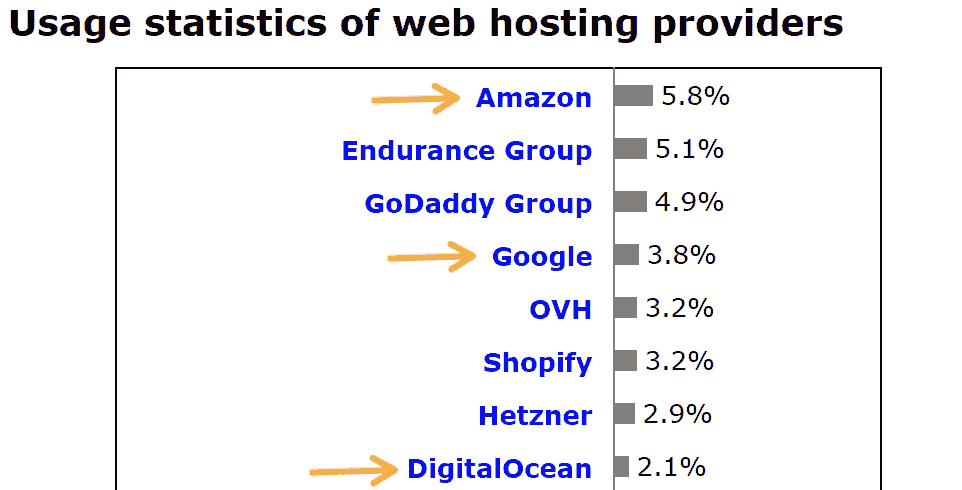 Usage statistics of web hosting providers
Amazon 5.8%
Endurance Group 5.1%
GoDaddy Group 4.9%
Google 3.8%
OVH 3.2%
Shopify 3.2%
Hetzner 2.9%
DigitalOcean 2.1%